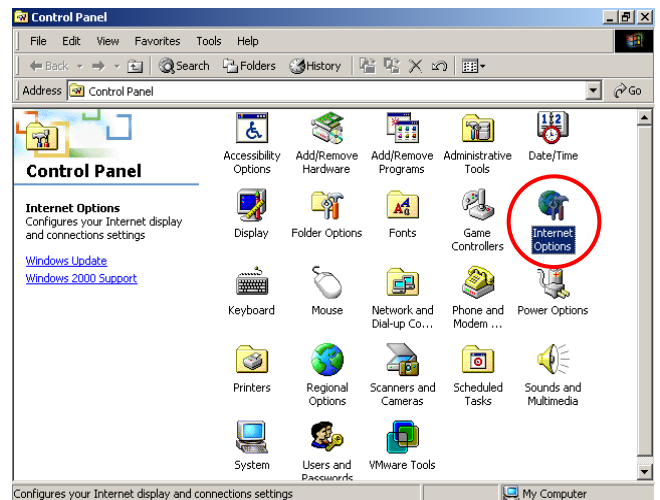 Control Panel
File Edit View Favorites Tools Help
Back Search Folders History
Address Control Panel Go
Control Panel
Internet Options
Configures your Internet display
and connections settings
Windows Update
Windows 2000 Support
Accessibility
Options
Add/Remove
Hardware
Add/Remove
Programs
Administrative
Tools
Date/Time
Display
Folder Options
Fonts
Game
Controllers
Internet
Options
Keyboard
Mouse
Network and
Dial-up Co...
Phone and
Modem ...
Power Options
Printers
Regional
Options
Scanners and
Cameras
Scheduled
Tasks
Sounds and
Multimedia
System
Users and
Passwords
VMware Tools
Configures your Internet display and connections settings
My Computer